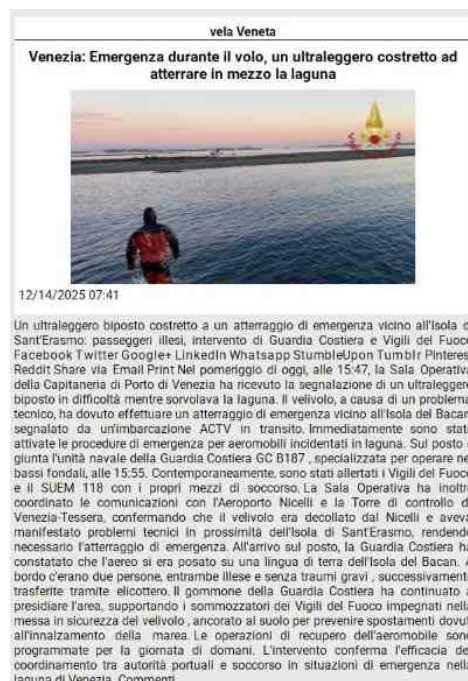 vela Veneta
Venezia: Emergenza durante il volo, un ultraleggero costretto ad
atterrare in mezzo la laguna
12/14/2025 07:41
Un ultraleggero biposto costretto a un atterraggio di emergenza vicino all'Isola d
Sant'Erasmo: passeggeri illesi, intervento di Guardia Costiera e Vigili del Fuoco
Facebook Twitter Google+ LinkedIn Whatsapp StumbleUpon Tumblr Pinteres
Reddit Share via Email Print Nel pomeriggio di oggi, alle 15:47, la Sala Operativa
della Capitaneria di Porto di Venezia ha ricevuto la segnalazione di un ultraleggero
biposto in difficoltà mentre sorvolava la laguna. Il velivolo, a causa di un problema
tecnico, ha dovuto effettuare un atterraggio di emergenza vicino all'Isola del Bacan
segnalato da un'imbarcazione ACTV in transito. Immediatamente sono state
attivate le procedure di emergenza per aeromobili incidentati in laguna. Sul posto è
giunta l'unità navale della Guardia Costiera GC B187 , specializzata per operare ne
bassi fondali, alle 15:55. Contemporaneamente, sono stati allertati i Vigili del Fuoco
e il SUEM 118 con i propri mezzi di soccorso. La Sala Operativa ha inoltre
coordinato le comunicazioni con l'Aeroporto Nicelli e la Torre di controllo d
Venezia-Tessera, confermando che il velivolo era decollato dal Nicelli e aveva
manifestato problemi tecnici in prossimità dell'Isola di Sant'Erasmo, rendendo
necessario l'atterraggio di emergenza. All'arrivo sul posto, la Guardia Costiera ha
constatato che l'aereo si era posato su una lingua di terra dell'Isola del Bacan. A
bordo c'erano due persone, entrambe illese e senza traumi gravi , successivamente
trasferite tramite elicottero. Il gommone della Guardia Costiera ha continuato a
presidiare l'area, supportando i sommozzatori dei Vigili del Fuoco impegnati nella
messa in sicurezza del velivolo , ancorato al suolo per prevenire spostamenti dovut
all'innalzamento della marea. Le operazioni di recupero dell'aeromobile sono
programmate per la giornata di domani. L'intervento conferma l'efficacia de
coordinamento tra autorità portuali e soccorso in situazioni di emergenza nella
laguna di Venezia. Commenti